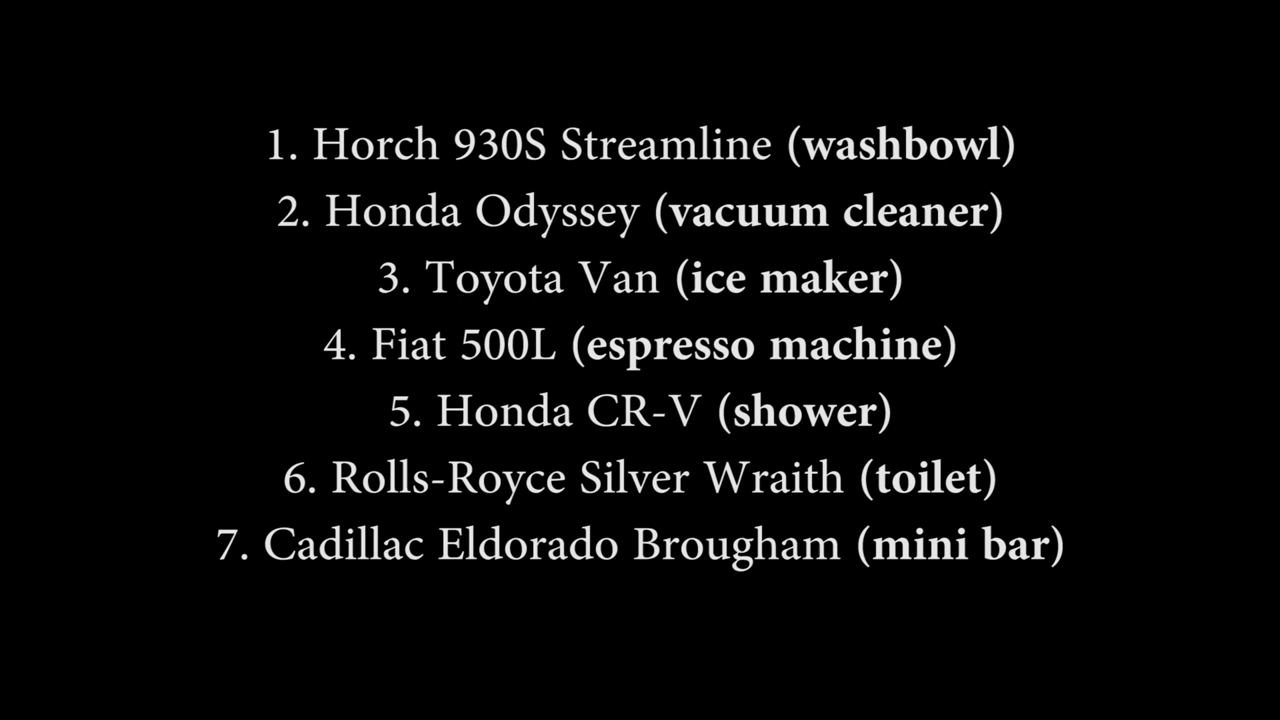 1. Horch 930S Streamline (washbowl)
2. Honda Odyssey (vacuum cleaner)
3. Toyota Van (ice maker)
4. Fiat 500L (espresso machine)
5. Honda CR-V (shower)
6. Rolls-Royce Silver Wraith (toilet)
7. Cadillac Eldorado Brougham (mini bar)